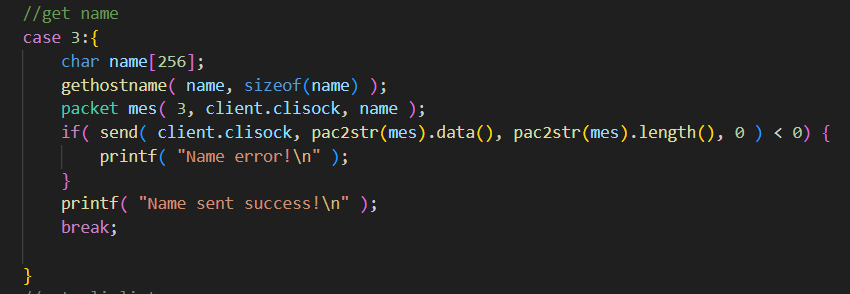 //get name
case 3:{
char name[256];
gethostname( name, sizeof(name) );
packet mes( 3, client.clisock, name );
if( send( client.clisock, pac2str(mes).data(), pac2str(mes).length(), 0 ) < 0) {
printf( "Name error!\n" );
}
printf( "Name sent success!\n" );
break;
}